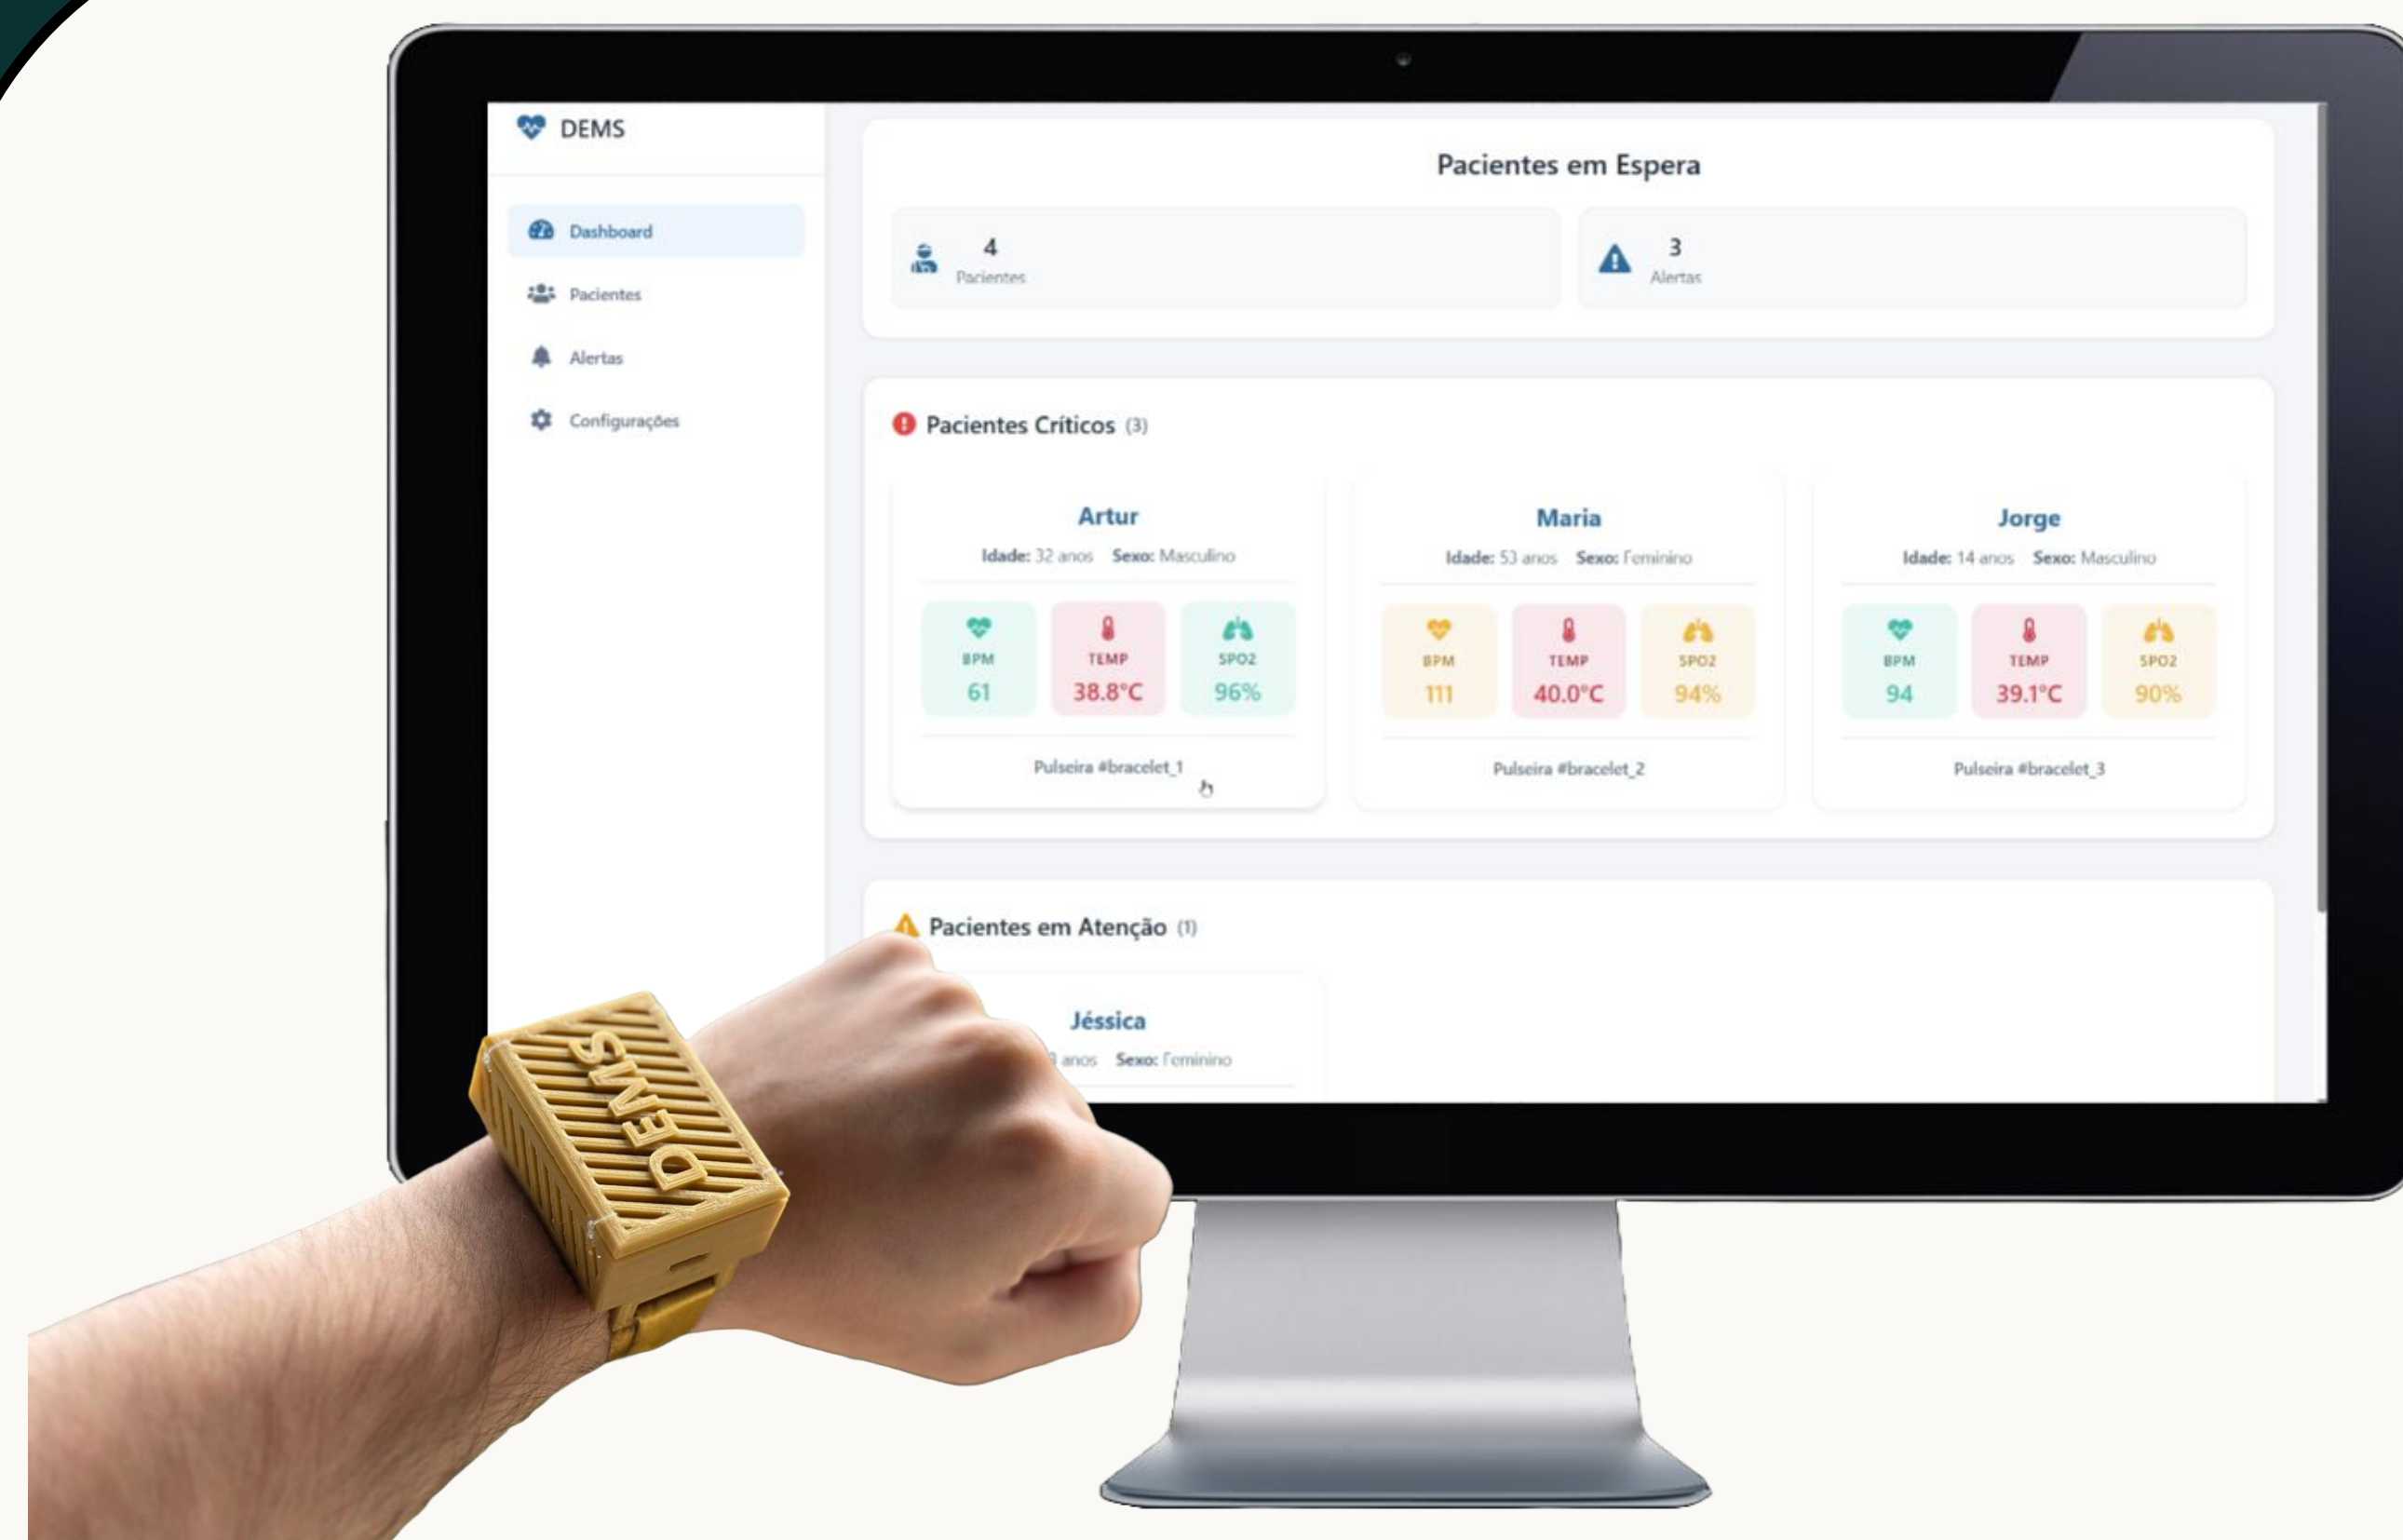 DEMS
Dashboard
Pacientes
Alertas
Configurações
Pacientes em Espera
4
Pacientes
3
Alertas
Pacientes Críticos (3)
Artur
Idade: 32 anos Sexo: Masculino
BPM
61
TEMP
38.8°C
SPO2
96%
Pulseira #bracelet_1
Maria
Idade: 53 anos Sexo: Feminino
BPM
111
TEMP
40.0°C
SPO2
94%
Pulseira #bracelet_2
Jorge
Idade: 14 anos Sexo: Masculino
BPM
94
TEMP
39.1°C
SPO2
90%
Pulseira #bracelet_3
Pacientes em Atenção (1)
Jéssica
anos Sexo: Feminino
DEMS